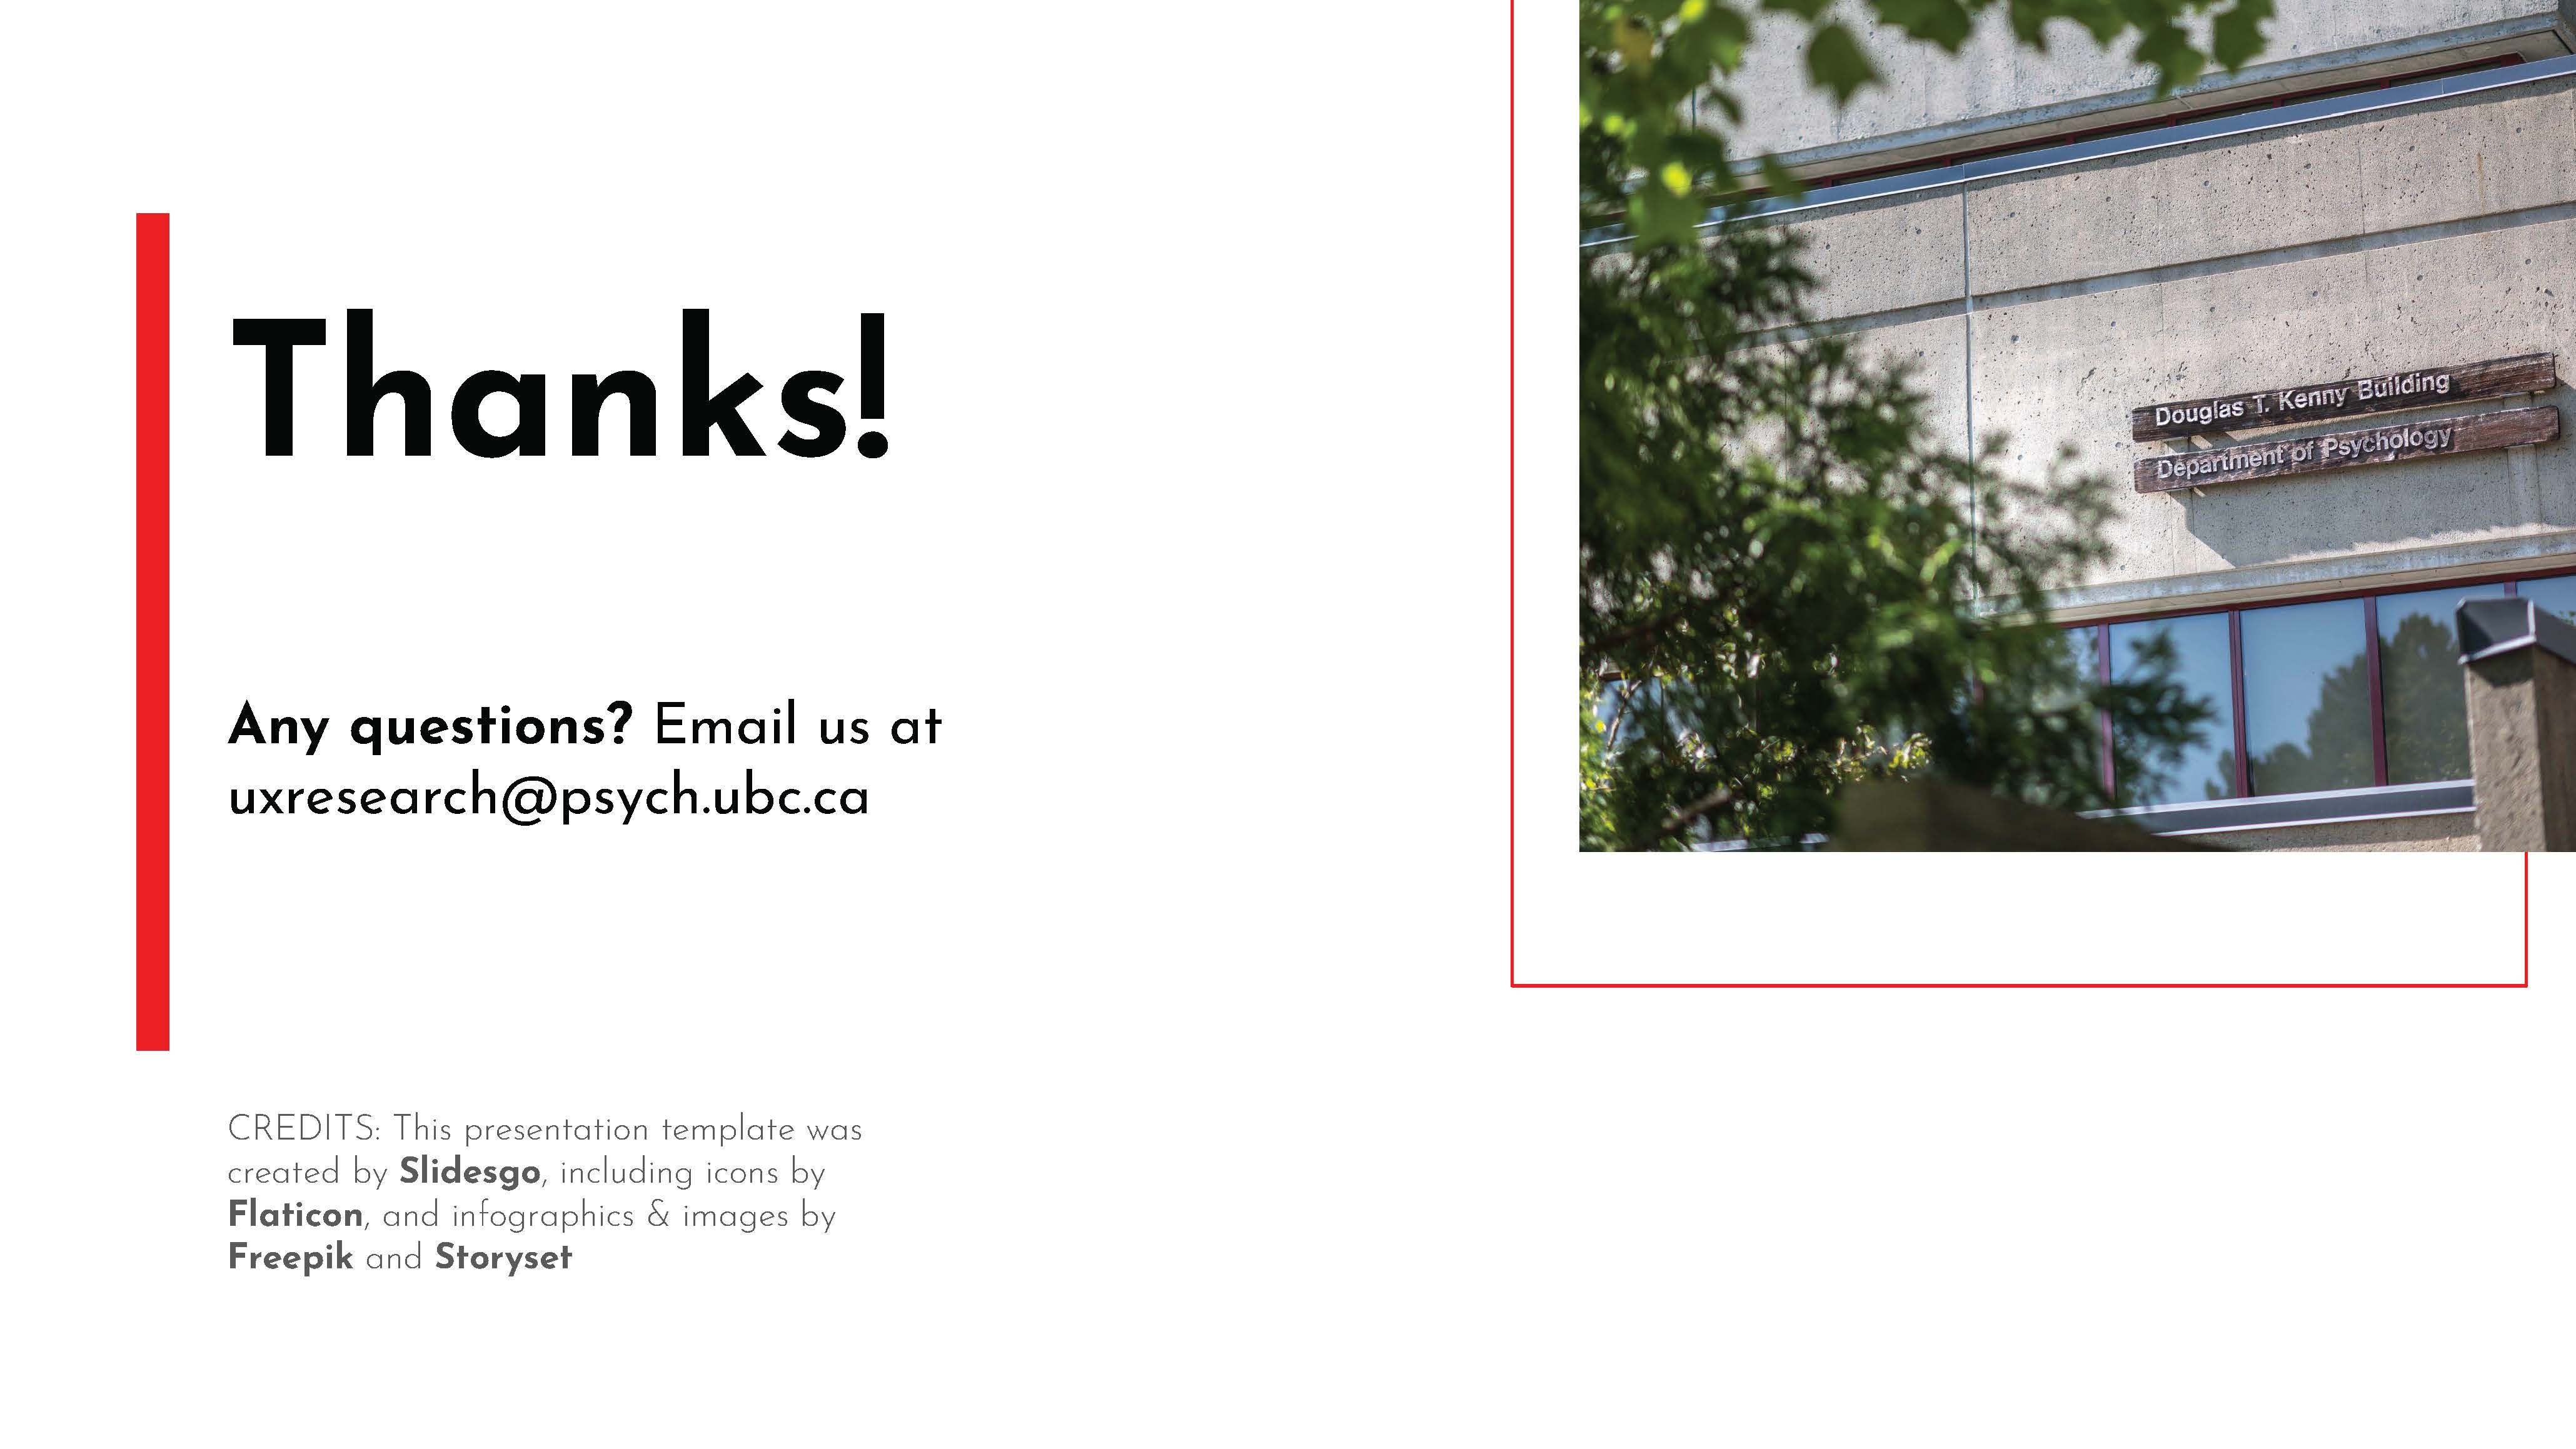 Thanks!
Any questions? Email us at
uxresearch@psych.ubc.ca
CREDITS: This presentation template was
created by Slidesgo, including icons by
Flaticon, and infographics & images by
Freepik and Storyset
Douglas T. Kenny Building
Department of Psychology